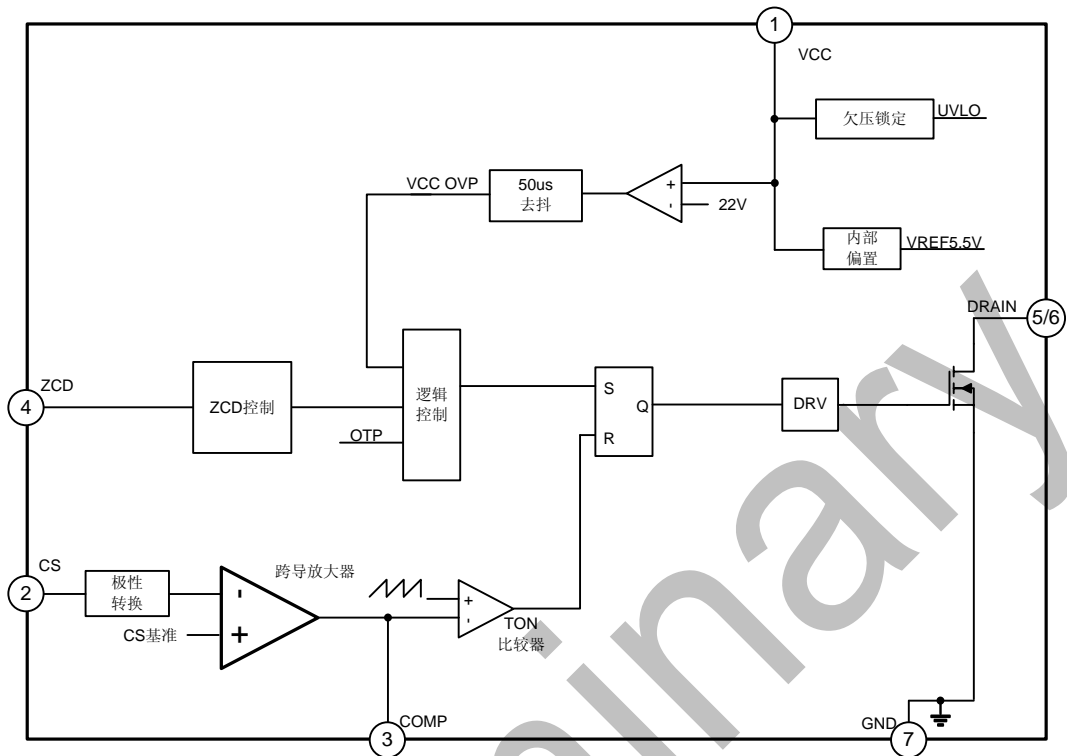 1
VCC
欠压锁定
UVLO
VCC OVP
50us
去抖
+
-
22V
内部
偏置
VREF5.5V
DRAIN
5/6
ZCD
4
ZCD控制
逻辑
控制
OTP
S
Q
R
DRV
CS
2
极性
转换
CS基准
-
+
跨导放大器
+
-
TON
比较器
COMP
3
GND
7
inary